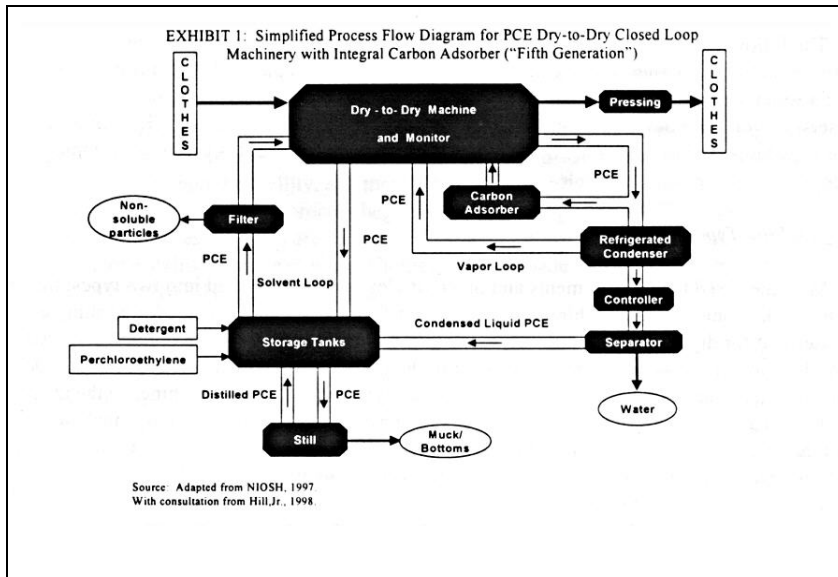 EXHIBIT 1: Simplified Process Flow Diagram for PCE Dry-to-Dry Closed Loop
Machinery with Integral Carbon Adsorber ("Fifth Generation")
CLOTHES
Dry - to- Dry Machine
and Monitor
Pressing
CLOTHES
PCE
PCE
Carbon
Adsorber
Non-
soluble
particles
Filter
PCE
Refrigerated
Condenser
PCE
Solvent Loop
Vapor Loop
Controller
Detergent
Perchloroethylene
Storage Tanks
Condensed Liquid PCE
Separator
Distilled PCE
PCE
Water
Still
Muck/
Bottoms
Source: Adapted from NIOSH, 1997.
With consultation from Hill,Jr., 1998.